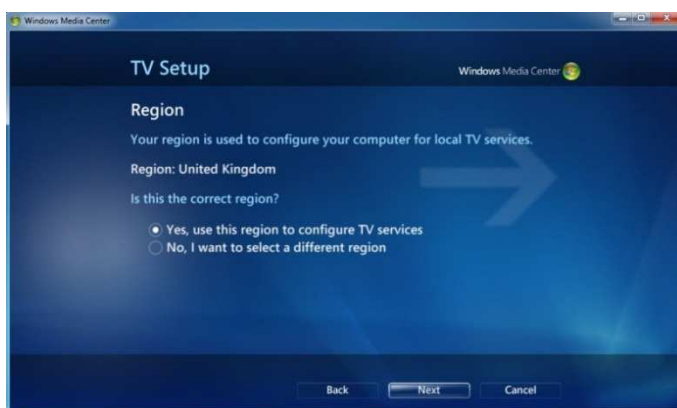 Windows Media Center
TV Setup
Windows Media Center
Region
Your region is used to configure your computer for local TV services.
Region: United Kingdom
Is this the correct region?
Yes, use this region to configure TV services
No, I want to select a different region
Back Next Cancel